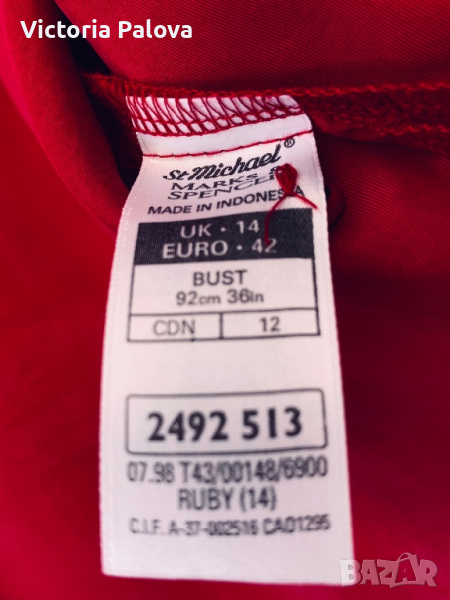 Victoria Palova
St Michael®
MARKS &
SPENCER
MADE IN INDONESIA
UK · 14
EURO · 42
BUST
92cm 36in
CDN 12
2492 513
07.98 T43/00148/6900
RUBY (14)
C.I.F. A-37-002516 CA01295
BAZAR